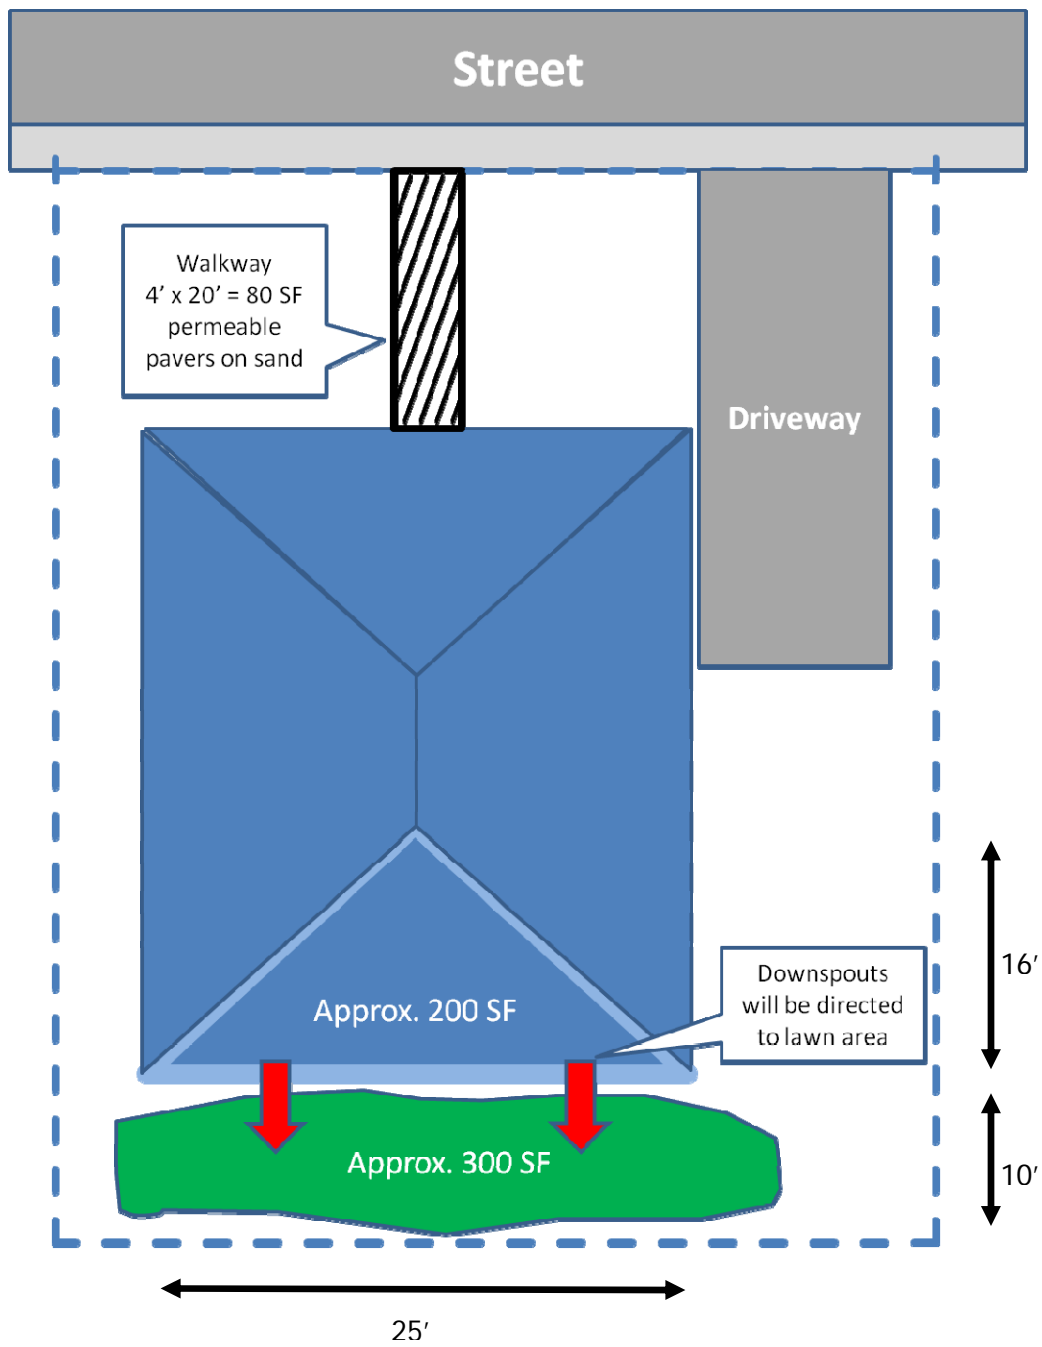 Street
Walkway
4’ x 20’ = 80 SF
permeable
pavers on sand
Driveway
16’
Downspouts
will be directed
to lawn area
Approx. 200 SF
Approx. 300 SF
10’
25’